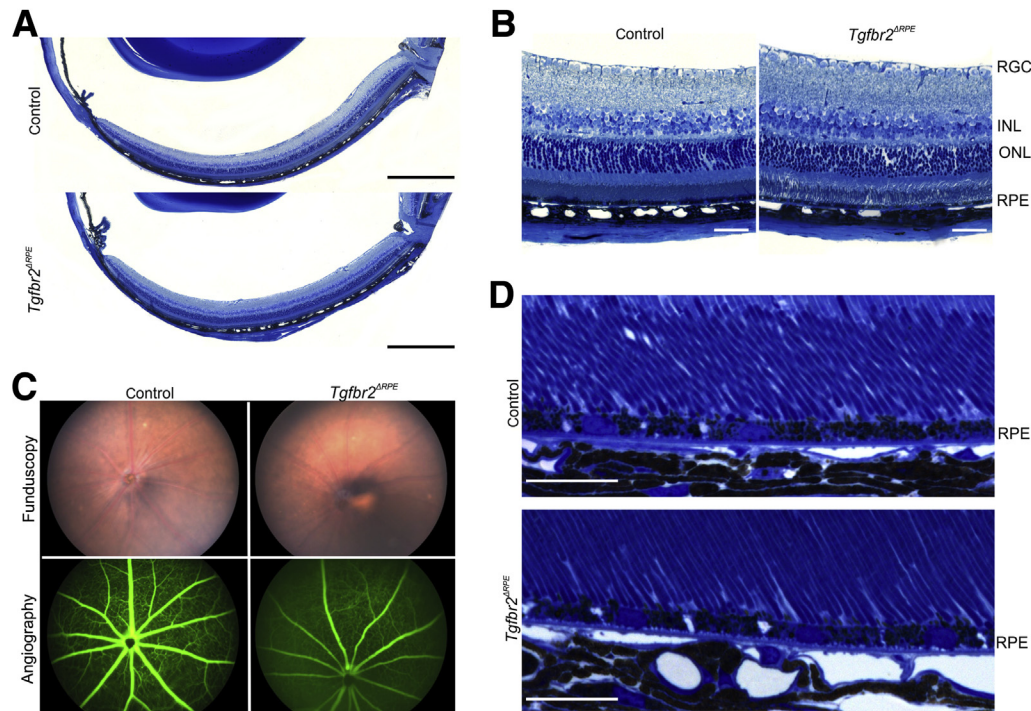 A
Control
Tgfbr2ΔRPE
B
Control
Tgfbr2ΔRPE
RGC
INL
ONL
RPE
C
Control
Tgfbr2ΔRPE
Funduscopy
Angiography
D
Control
RPE
Tgfbr2ΔRPE
RPE